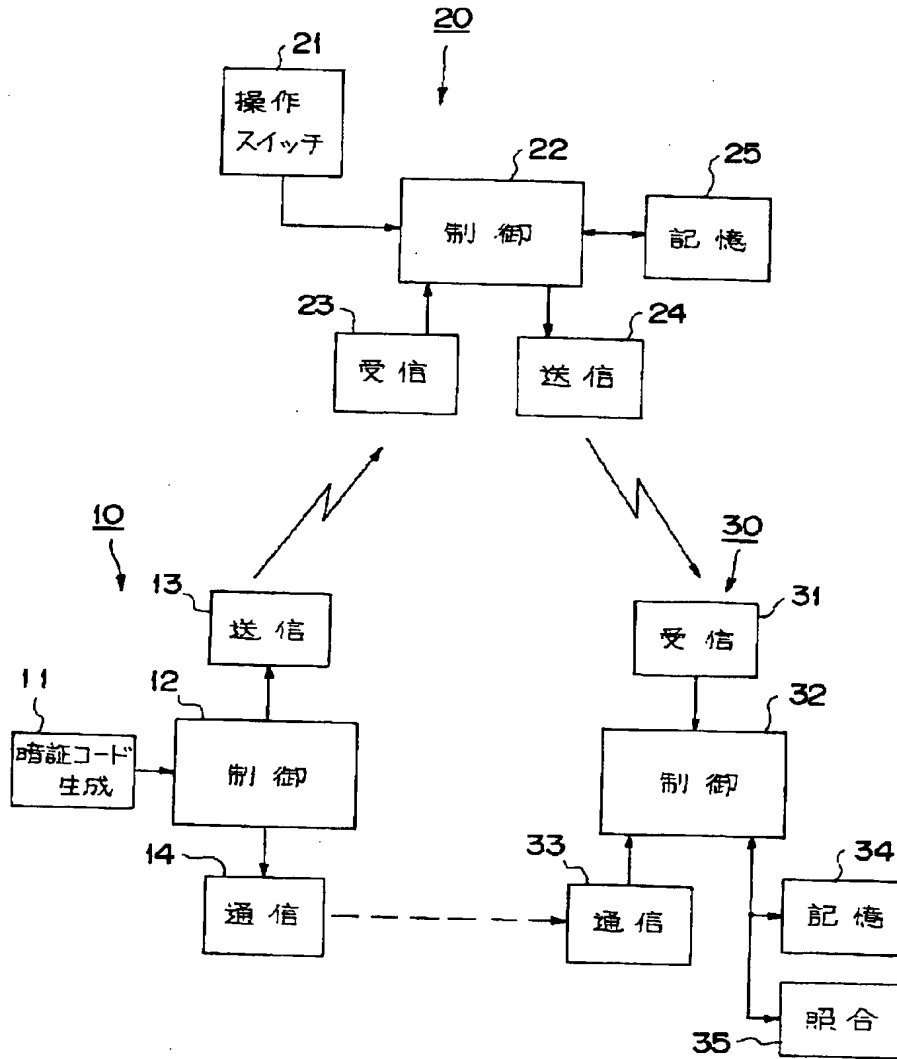 20
21
操作
スイッチ
22
制御
25
記憶
23
受信
24
送信
10
30
13
送信
31
受信
11
暗証コード
生成
12
制御
32
制御
14
通信
33
通信
34
記憶
35
照合